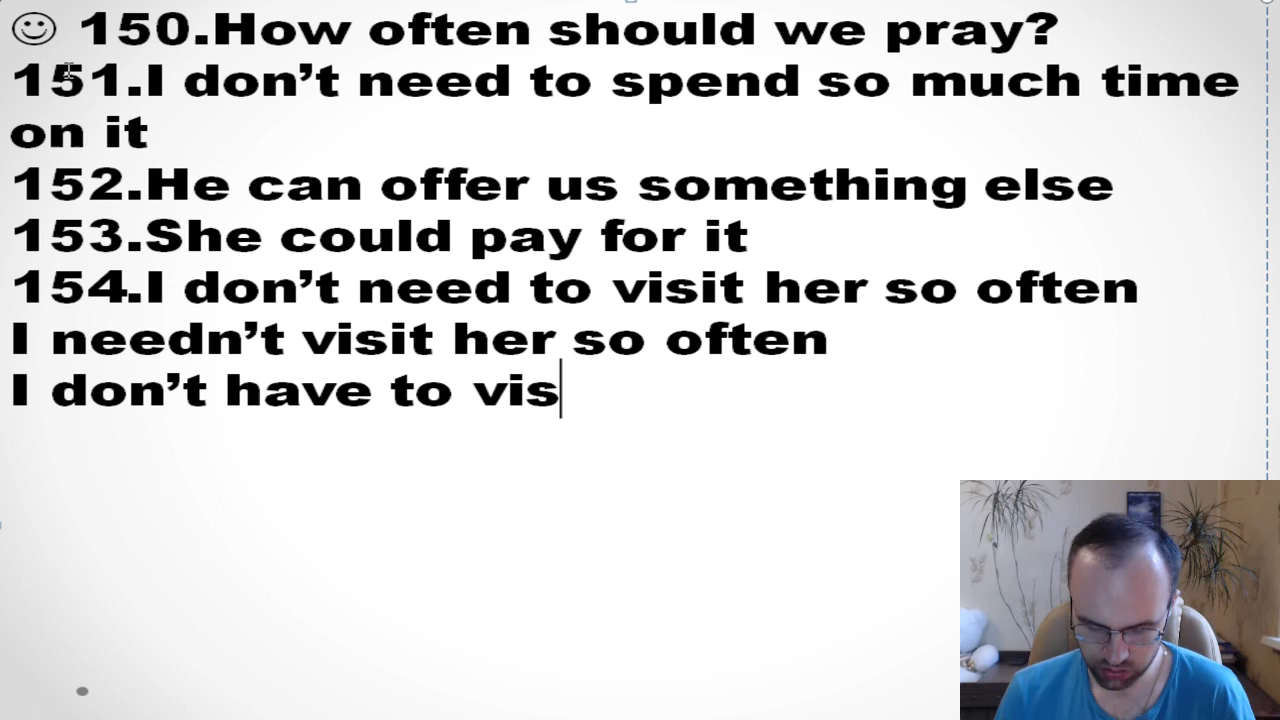 ☺ 150.How often should we pray?
151.I don’t need to spend so much time
on it
152.He can offer us something else
153.She could pay for it
154.I don’t need to visit her so often
I needn’t visit her so often
I don’t have to vis